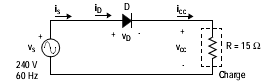 is
iD
D
icc
+
vD
-
+
vs
-
240 V
60 Hz
+
vcc
-
R = 15 Ω
Charge